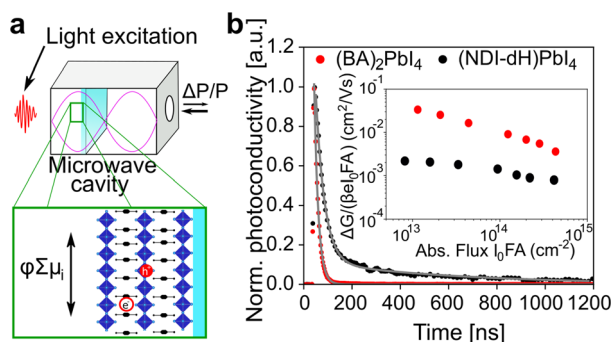 a
Light excitation
ΔP/P
Microwave
cavity
φΣμi
h
e
b
Norm. photoconductivity [a.u.]
1.0
0.8
0.6
0.4
0.2
0.0
0 200 400 600 800 1000 1200
Time [ns]
(BA)₂PbI₄ (NDI-dH)PbI₄
ΔG/(βeI₀FA) (cm²/Vs)
10⁻¹
10⁻²
10⁻³
10⁻⁴
10¹³ 10¹⁴ 10¹⁵
Abs. Flux I₀FA (cm⁻²)